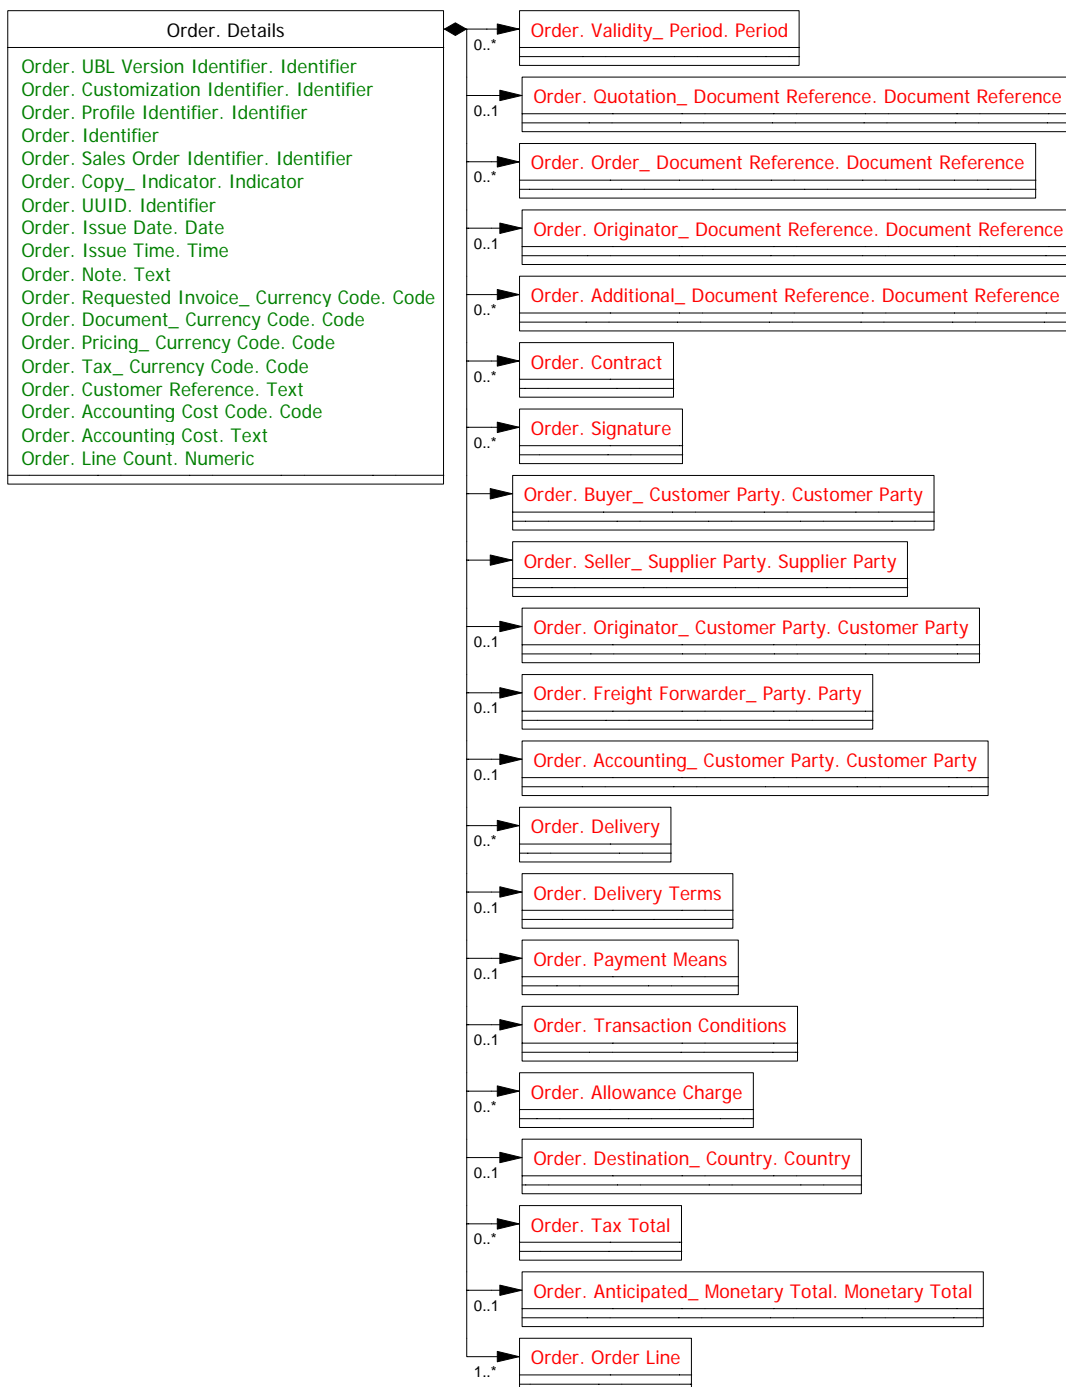 Order. Details
Order. UBL Version Identifier. Identifier
Order. Customization Identifier. Identifier
Order. Profile Identifier. Identifier
Order. Identifier
Order. Sales Order Identifier. Identifier
Order. Copy_ Indicator. Indicator
Order. UUID. Identifier
Order. Issue Date. Date
Order. Issue Time. Time
Order. Note. Text
Order. Requested Invoice_ Currency Code. Code
Order. Document_ Currency Code. Code
Order. Pricing_ Currency Code. Code
Order. Tax_ Currency Code. Code
Order. Customer Reference. Text
Order. Accounting Cost Code. Code
Order. Accounting Cost. Text
Order. Line Count. Numeric
Order. Validity_ Period. Period
0..*
Order. Quotation_ Document Reference. Document Reference
0..1
Order. Order_ Document Reference. Document Reference
0..*
Order. Originator_ Document Reference. Document Reference
0..1
Order. Additional_ Document Reference. Document Reference
0..*
Order. Contract
0..*
Order. Signature
0..*
Order. Buyer_ Customer Party. Customer Party
Order. Seller_ Supplier Party. Supplier Party
Order. Originator_ Customer Party. Customer Party
0..1
Order. Freight Forwarder_ Party. Party
0..1
Order. Accounting_ Customer Party. Customer Party
0..1
Order. Delivery
0..*
Order. Delivery Terms
0..1
Order. Payment Means
0..1
Order. Transaction Conditions
0..1
Order. Allowance Charge
0..*
Order. Destination_ Country. Country
0..1
Order. Tax Total
0..*
Order. Anticipated_ Monetary Total. Monetary Total
0..1
Order. Order Line
1..*